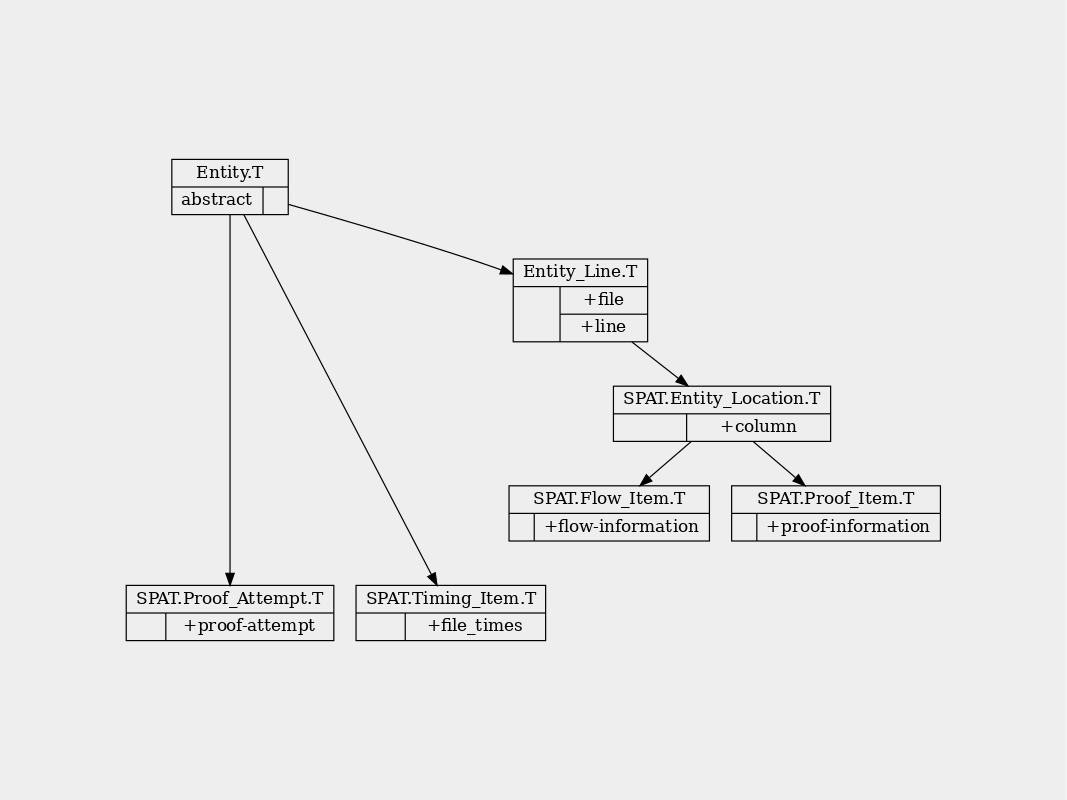 Entity.T
abstract
Entity_Line.T
+file
+line
SPAT.Entity_Location.T
+column
SPAT.Flow_Item.T
+flow-information
SPAT.Proof_Item.T
+proof-information
SPAT.Proof_Attempt.T
+proof-attempt
SPAT.Timing_Item.T
+file_times